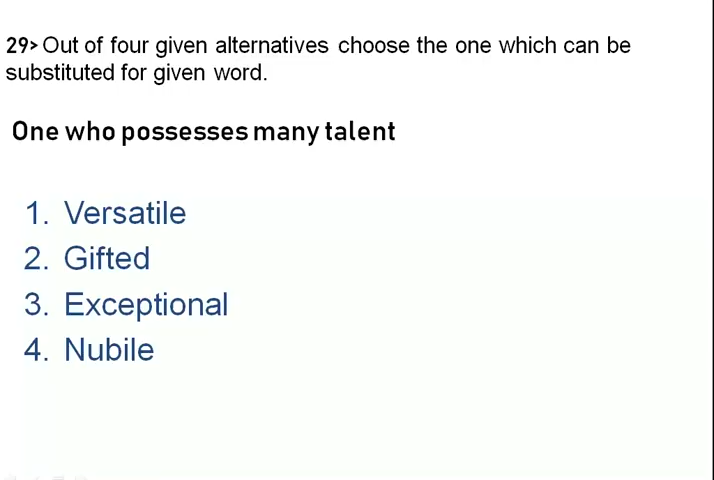 29> Out of four given alternatives choose the one which can be
substituted for given word.
One who possesses many talent
1. Versatile
2. Gifted
3. Exceptional
4. Nubile